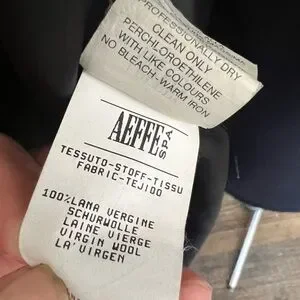 PROFESSIONALLY DRY
CLEAN ONLY
PERCHLOROETHILENE
WITH LIKE COLOURS
NO BLEACH-WARM IRON
AEFFE
SPA
TESSUTO-STOFF-TISSU
FABRIC-TEJIDO
100%LANA VERGINE
SCHURWOLLE
LAINE VIERGE
VIRGIN WOOL
LA'VIRGEN